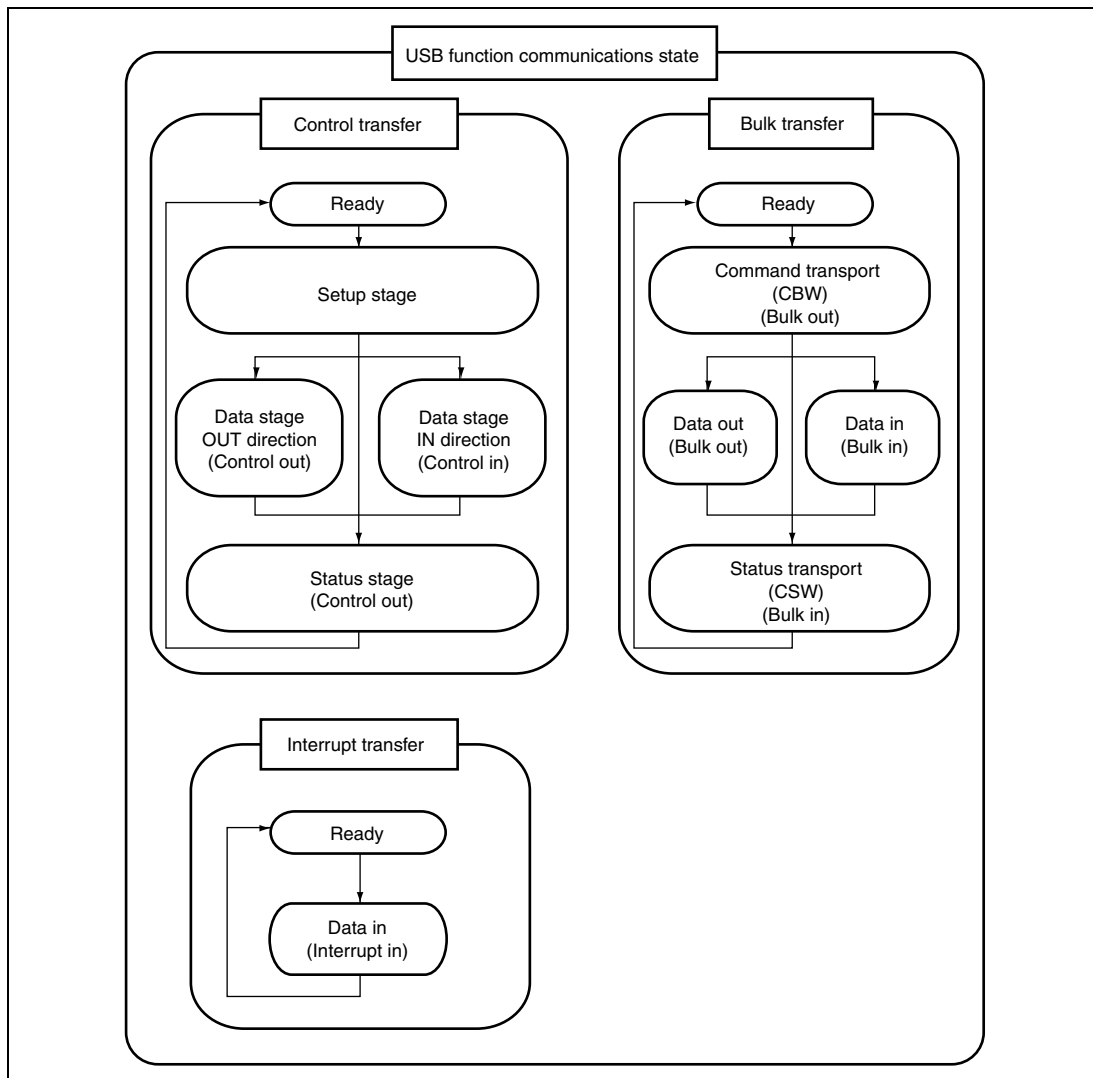 USB function communications state
Control transfer
Ready
Setup stage
Data stage
OUT direction
(Control out)
Data stage
IN direction
(Control in)
Status stage
(Control out)
Bulk transfer
Ready
Command transport
(CBW)
(Bulk out)
Data out
(Bulk out)
Data in
(Bulk in)
Status transport
(CSW)
(Bulk in)
Interrupt transfer
Ready
Data in
(Interrupt in)